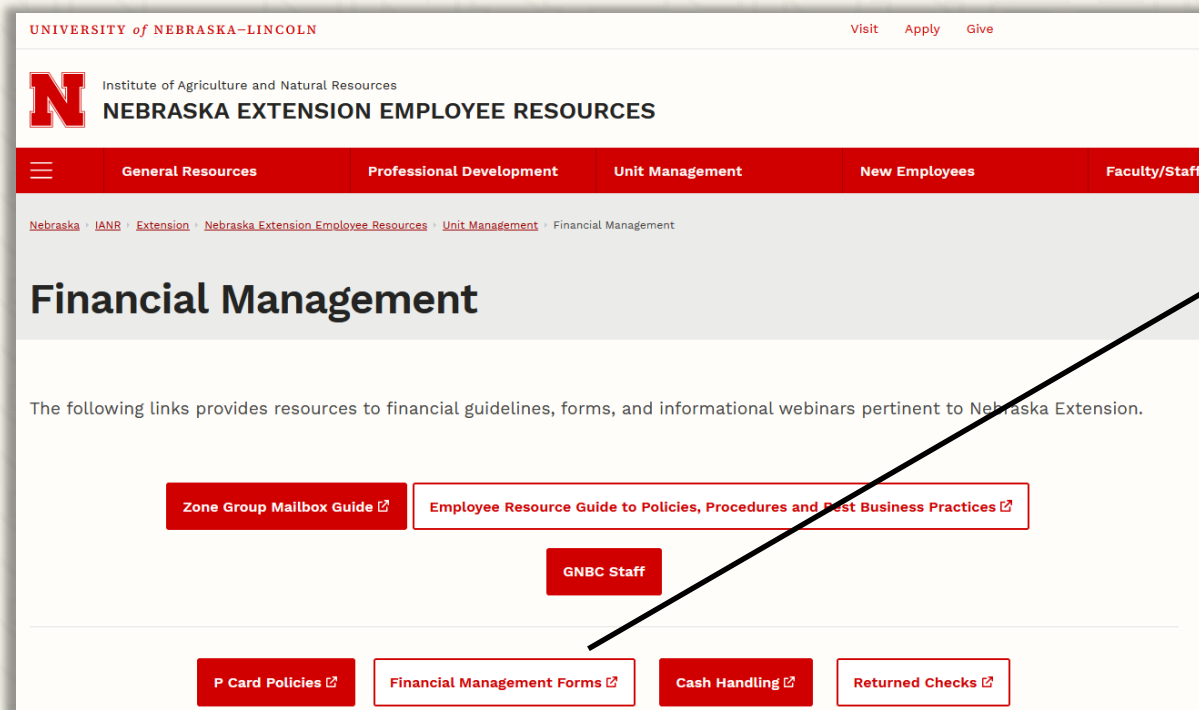 UNIVERSITY of NEBRASKA–LINCOLN
Visit Apply Give
N
Institute of Agriculture and Natural Resources
NEBRASKA EXTENSION EMPLOYEE RESOURCES
General Resources Professional Development Unit Management New Employees Faculty/Staff
Nebraska › IANR › Extension › Nebraska Extension Employee Resources › Unit Management › Financial Management
Financial Management
The following links provides resources to financial guidelines, forms, and informational webinars pertinent to Nebraska Extension.
Zone Group Mailbox Guide Employee Resource Guide to Policies, Procedures and Best Business Practices
GNBC Staff
P Card Policies Financial Management Forms Cash Handling Returned Checks